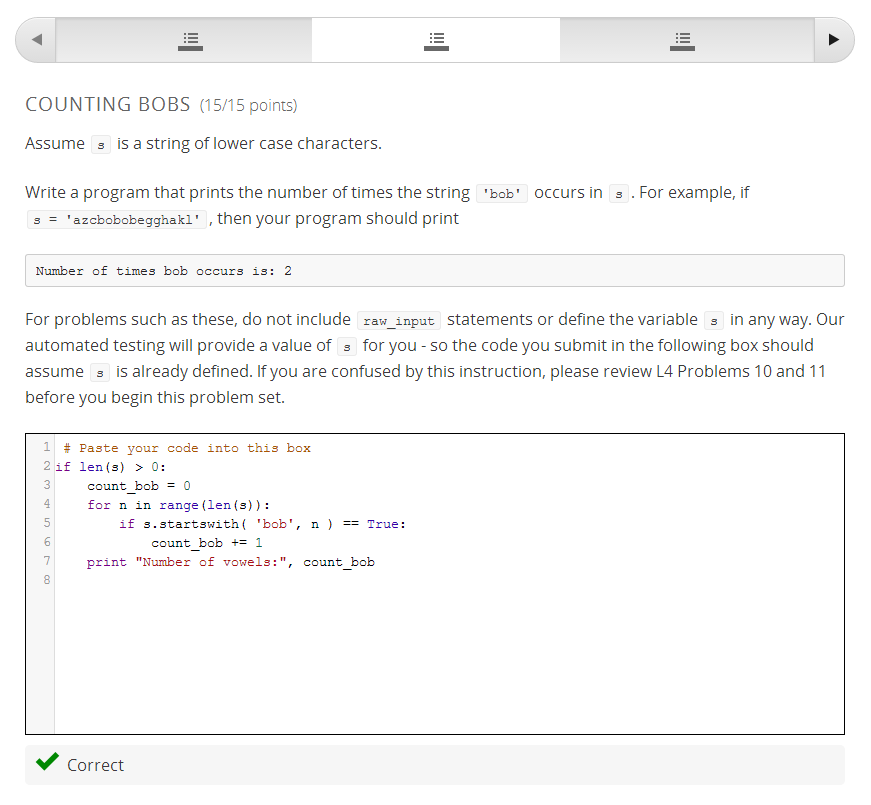 COUNTING BOBS (15/15 points)
Assume s is a string of lower case characters.
Write a program that prints the number of times the string 'bob' occurs in s . For example, if
s = 'azcbobobegghakl' , then your program should print
Number of times bob occurs is: 2
For problems such as these, do not include raw_input statements or define the variable s in any way. Our
automated testing will provide a value of s for you - so the code you submit in the following box should
assume s is already defined. If you are confused by this instruction, please review L4 Problems 10 and 11
before you begin this problem set.
1 # Paste your code into this box
2 if len(s) > 0:
3     count_bob = 0
4     for n in range(len(s)):
5         if s.startswith( 'bob', n ) == True:
6             count_bob += 1
7     print "Number of vowels:", count_bob
8
Correct